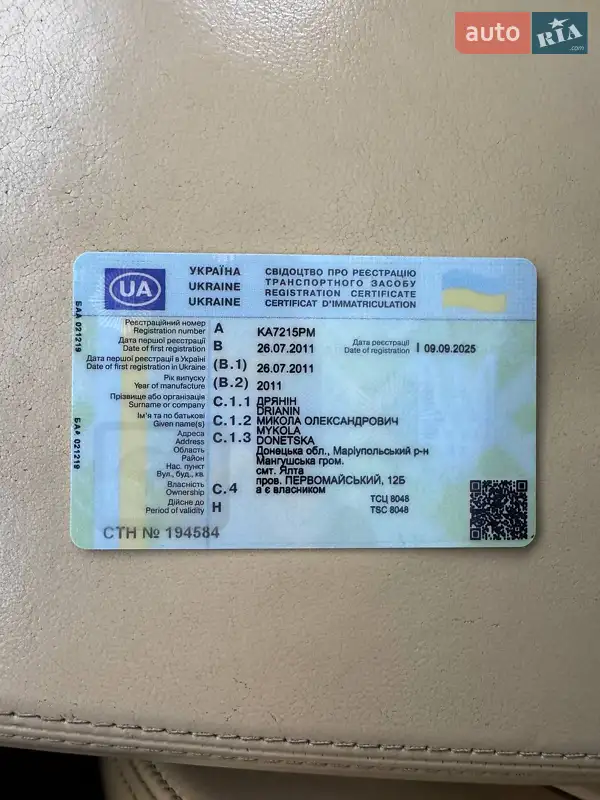 auto RIA .com
УКРАЇНА
UKRAINE
UKRAINE
СВІДОЦТВО ПРО РЕЄСТРАЦІЮ
ТРАНСПОРТНОГО ЗАСОБУ
REGISTRATION CERTIFICATE
CERTIFICAT D'IMMATRICULATION
UA
БАА 021219
Реєстраційний номер
Registration number A KA7215PM
Дата першої реєстрації
Date of first registration B 26.07.2011
Дата реєстрації
Date of registration I 09.09.2025
Дата першої реєстрації в Україні
Date of first registration in Ukraine (B.1) 26.07.2011
Рік випуску
Year of manufacture (B.2) 2011
Прізвище або організація
Surname or company C.1.1 ДРЯНІН
DRIANIN
Ім'я та по батькові
Given name(s) C.1.2 МИКОЛА ОЛЕКСАНДРОВИЧ
MYKOLA
Адреса
Address C.1.3 DONETSKA
Область Донецька обл., Маріупольський р-н
Район Мангушська гром.
Нас. пункт смт. Ялта
Вул., буд., кв. пров. ПЕРВОМАЙСЬКИЙ, 12Б
Власність
Ownership C.4 а є власником
Дійсне до
Period of validity H
ТСЦ 8048
TSC 8048
БАА 021219
СТН № 194584